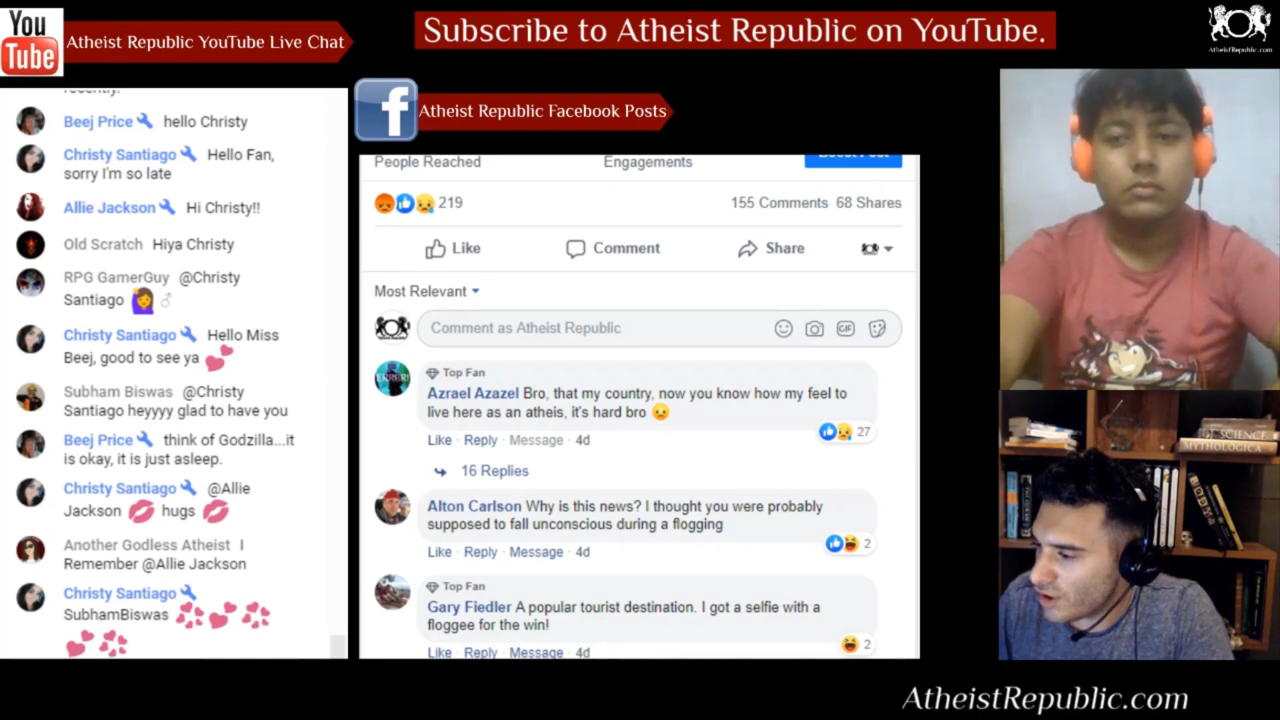 You
Tube
Atheist Republic YouTube Live Chat
Subscribe to Atheist Republic on YouTube.
AtheistRepublic.com
recently.
Beej Price hello Christy
Christy Santiago Hello Fan,
sorry I'm so late
Allie Jackson Hi Christy!!
Old Scratch Hiya Christy
RPG GamerGuy @Christy
Santiago 🙋‍♀️ ♂
Christy Santiago Hello Miss
Beej, good to see ya 💕
Subham Biswas @Christy
Santiago heyyyy glad to have you
Beej Price think of Godzilla...it
is okay, it is just asleep.
Christy Santiago @Allie
Jackson 💋 hugs 💋
Another Godless Atheist I
Remember @Allie Jackson
Christy Santiago
SubhamBiswas 💞💕💞
💕💞
f
Atheist Republic Facebook Posts
People Reached
Engagements
Boost Post
219
155 Comments 68 Shares
Like
Comment
Share
Most Relevant
Comment as Atheist Republic
GIF
Top Fan
Azrael Azazel Bro, that my country, now you know how my feel to
live here as an atheis, it's hard bro 😟
27
Like · Reply · Message · 4d
16 Replies
Alton Carlson Why is this news? I thought you were probably
supposed to fall unconscious during a flogging
2
Like · Reply · Message · 4d
Top Fan
Gary Fiedler A popular tourist destination. I got a selfie with a
floggee for the win!
2
Like · Reply · Message · 4d
SCIENCE
MYTHOLOGICA
AtheistRepublic.com